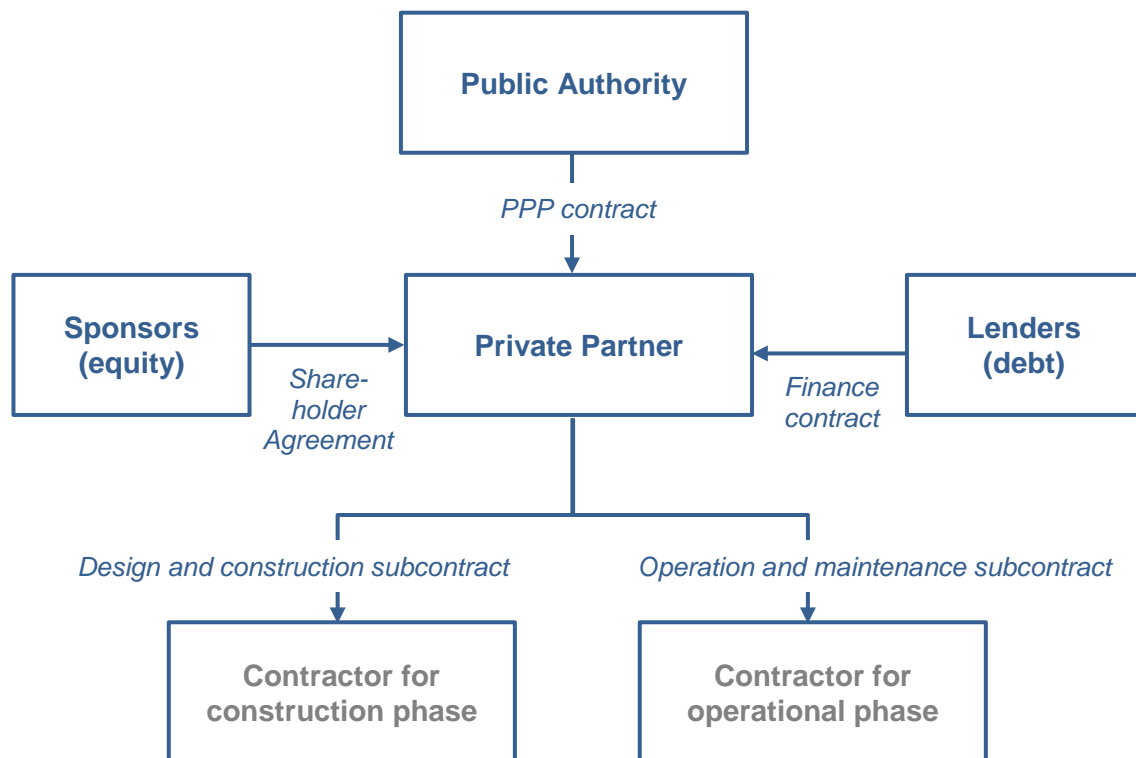 Public Authority
PPP contract
Sponsors
(equity)
Share-
holder
Agreement
Private Partner
Finance
contract
Lenders
(debt)
Design and construction subcontract
Operation and maintenance subcontract
Contractor for
construction phase
Contractor for
operational phase